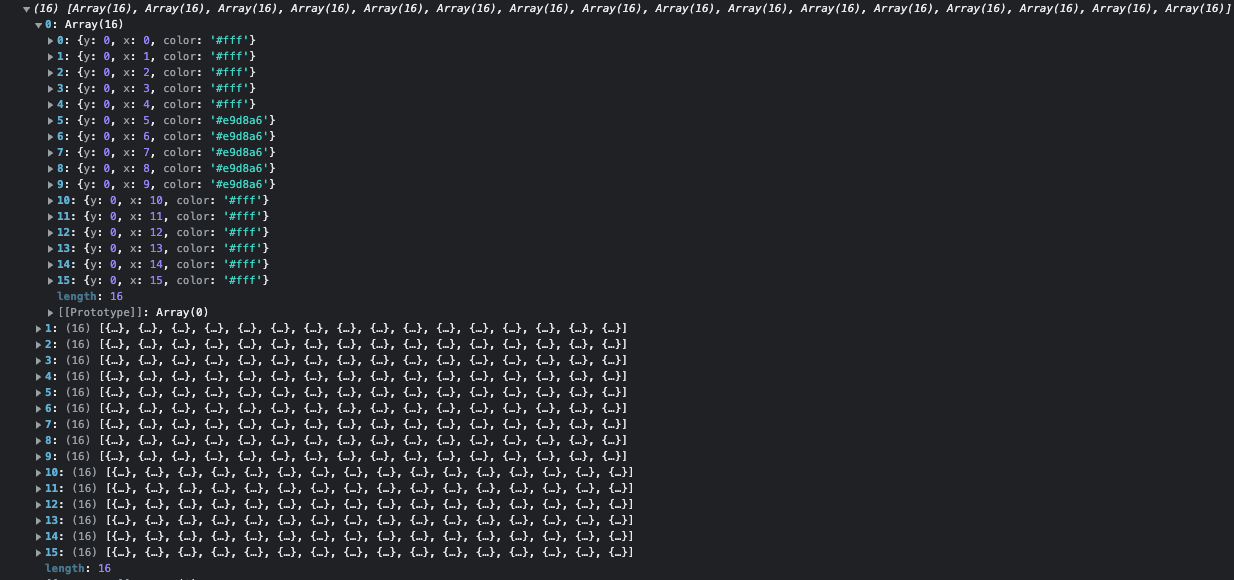 (16) [Array(16), Array(16), Array(16), Array(16), Array(16), Array(16), Array(16), Array(16), Array(16), Array(16), Array(16), Array(16), Array(16), Array(16), Array(16), Array(16)]
0: Array(16)
0: {y: 0, x: 0, color: '#fff'}
1: {y: 0, x: 1, color: '#fff'}
2: {y: 0, x: 2, color: '#fff'}
3: {y: 0, x: 3, color: '#fff'}
4: {y: 0, x: 4, color: '#fff'}
5: {y: 0, x: 5, color: '#e9d8a6'}
6: {y: 0, x: 6, color: '#e9d8a6'}
7: {y: 0, x: 7, color: '#e9d8a6'}
8: {y: 0, x: 8, color: '#e9d8a6'}
9: {y: 0, x: 9, color: '#e9d8a6'}
10: {y: 0, x: 10, color: '#fff'}
11: {y: 0, x: 11, color: '#fff'}
12: {y: 0, x: 12, color: '#fff'}
13: {y: 0, x: 13, color: '#fff'}
14: {y: 0, x: 14, color: '#fff'}
15: {y: 0, x: 15, color: '#fff'}
length: 16
[[Prototype]]: Array(0)
1: (16) [{…}, {…}, {…}, {…}, {…}, {…}, {…}, {…}, {…}, {…}, {…}, {…}, {…}, {…}, {…}, {…}]
2: (16) [{…}, {…}, {…}, {…}, {…}, {…}, {…}, {…}, {…}, {…}, {…}, {…}, {…}, {…}, {…}, {…}]
3: (16) [{…}, {…}, {…}, {…}, {…}, {…}, {…}, {…}, {…}, {…}, {…}, {…}, {…}, {…}, {…}, {…}]
4: (16) [{…}, {…}, {…}, {…}, {…}, {…}, {…}, {…}, {…}, {…}, {…}, {…}, {…}, {…}, {…}, {…}]
5: (16) [{…}, {…}, {…}, {…}, {…}, {…}, {…}, {…}, {…}, {…}, {…}, {…}, {…}, {…}, {…}, {…}]
6: (16) [{…}, {…}, {…}, {…}, {…}, {…}, {…}, {…}, {…}, {…}, {…}, {…}, {…}, {…}, {…}, {…}]
7: (16) [{…}, {…}, {…}, {…}, {…}, {…}, {…}, {…}, {…}, {…}, {…}, {…}, {…}, {…}, {…}, {…}]
8: (16) [{…}, {…}, {…}, {…}, {…}, {…}, {…}, {…}, {…}, {…}, {…}, {…}, {…}, {…}, {…}, {…}]
9: (16) [{…}, {…}, {…}, {…}, {…}, {…}, {…}, {…}, {…}, {…}, {…}, {…}, {…}, {…}, {…}, {…}]
10: (16) [{…}, {…}, {…}, {…}, {…}, {…}, {…}, {…}, {…}, {…}, {…}, {…}, {…}, {…}, {…}, {…}]
11: (16) [{…}, {…}, {…}, {…}, {…}, {…}, {…}, {…}, {…}, {…}, {…}, {…}, {…}, {…}, {…}, {…}]
12: (16) [{…}, {…}, {…}, {…}, {…}, {…}, {…}, {…}, {…}, {…}, {…}, {…}, {…}, {…}, {…}, {…}]
13: (16) [{…}, {…}, {…}, {…}, {…}, {…}, {…}, {…}, {…}, {…}, {…}, {…}, {…}, {…}, {…}, {…}]
14: (16) [{…}, {…}, {…}, {…}, {…}, {…}, {…}, {…}, {…}, {…}, {…}, {…}, {…}, {…}, {…}, {…}]
15: (16) [{…}, {…}, {…}, {…}, {…}, {…}, {…}, {…}, {…}, {…}, {…}, {…}, {…}, {…}, {…}, {…}]
length: 16